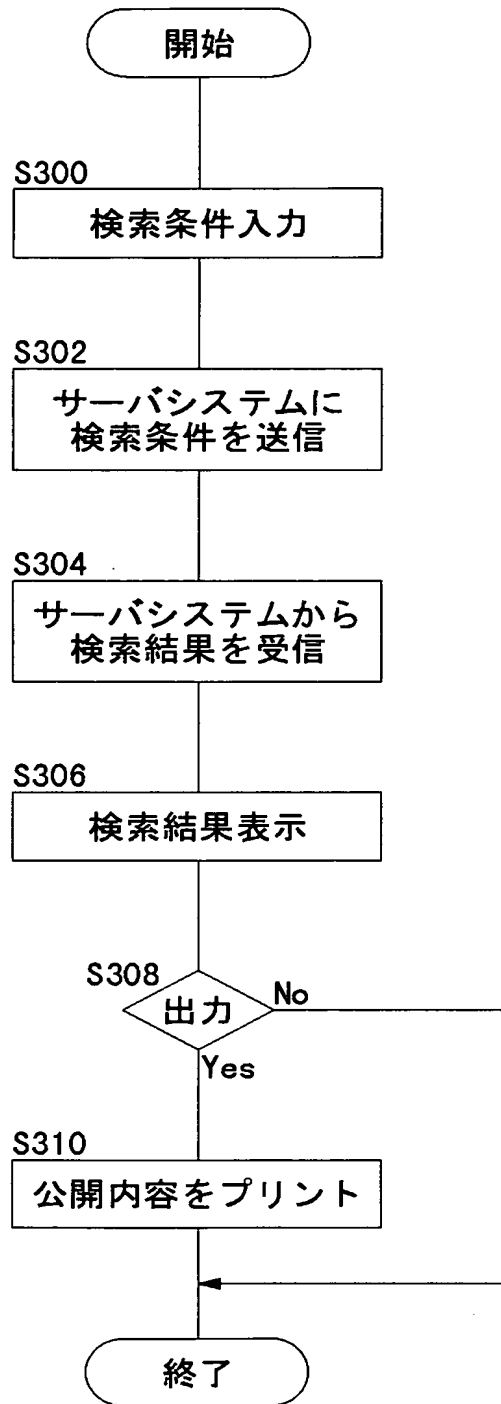 開始
S300
検索条件入力
S302
サーバシステムに
検索条件を送信
S304
サーバシステムから
検索結果を受信
S306
検索結果表示
S308
出力
No
Yes
S310
公開内容をプリント
終了